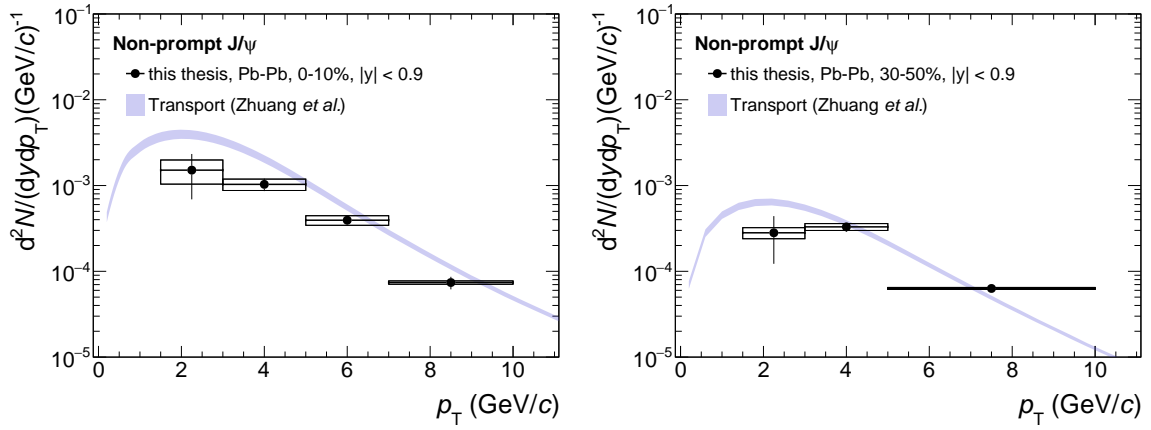 d²N/(dydp_T)(GeV/c)⁻¹
10⁻¹
10⁻²
10⁻³
10⁻⁴
10⁻⁵
Non-prompt J/ψ
this thesis, Pb-Pb, 0-10%, |y| < 0.9
Transport (Zhuang et al.)
0 2 4 6 8 10
p_T (GeV/c)
d²N/(dydp_T)(GeV/c)⁻¹
10⁻¹
10⁻²
10⁻³
10⁻⁴
10⁻⁵
Non-prompt J/ψ
this thesis, Pb-Pb, 30-50%, |y| < 0.9
Transport (Zhuang et al.)
0 2 4 6 8 10
p_T (GeV/c)